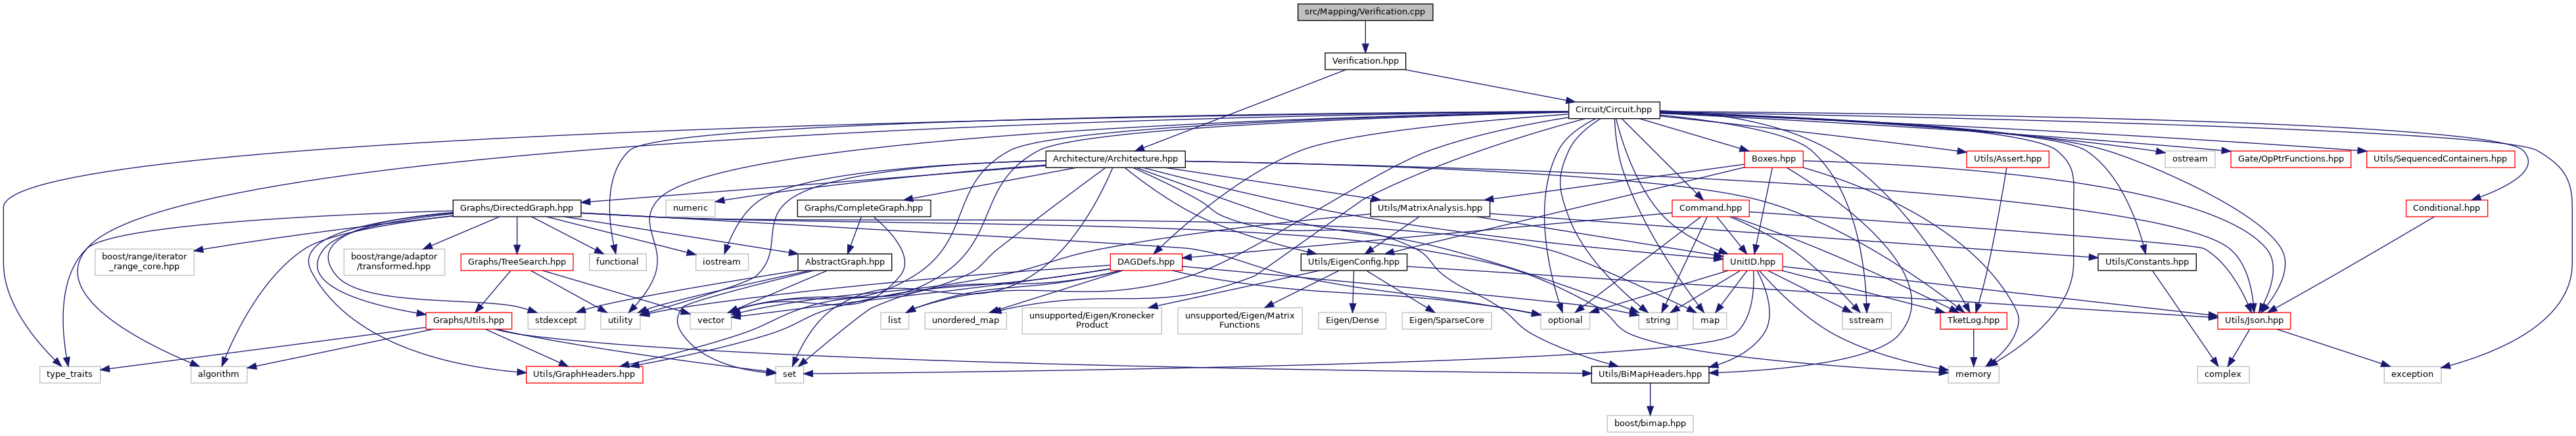 src/Mapping/Verification.cpp
Verification.hpp
Circuit/Circuit.hpp
Architecture/Architecture.hpp
Boxes.hpp
Utils/Assert.hpp
ostream
Gate/OpPtrFunctions.hpp
Utils/SequencedContainers.hpp
Graphs/DirectedGraph.hpp
numeric
Graphs/CompleteGraph.hpp
Utils/MatrixAnalysis.hpp
Command.hpp
Conditional.hpp
boost/range/iterator
_range_core.hpp
boost/range/adaptor
/transformed.hpp
Graphs/TreeSearch.hpp
functional
iostream
AbstractGraph.hpp
DAGDefs.hpp
Utils/EigenConfig.hpp
UnitID.hpp
Utils/Constants.hpp
Graphs/Utils.hpp
stdexcept
utility
vector
list
unordered_map
unsupported/Eigen/Kronecker
Product
unsupported/Eigen/Matrix
Functions
Eigen/Dense
Eigen/SparseCore
optional
string
map
sstream
TketLog.hpp
Utils/Json.hpp
type_traits
algorithm
Utils/GraphHeaders.hpp
set
Utils/BiMapHeaders.hpp
memory
complex
exception
boost/bimap.hpp